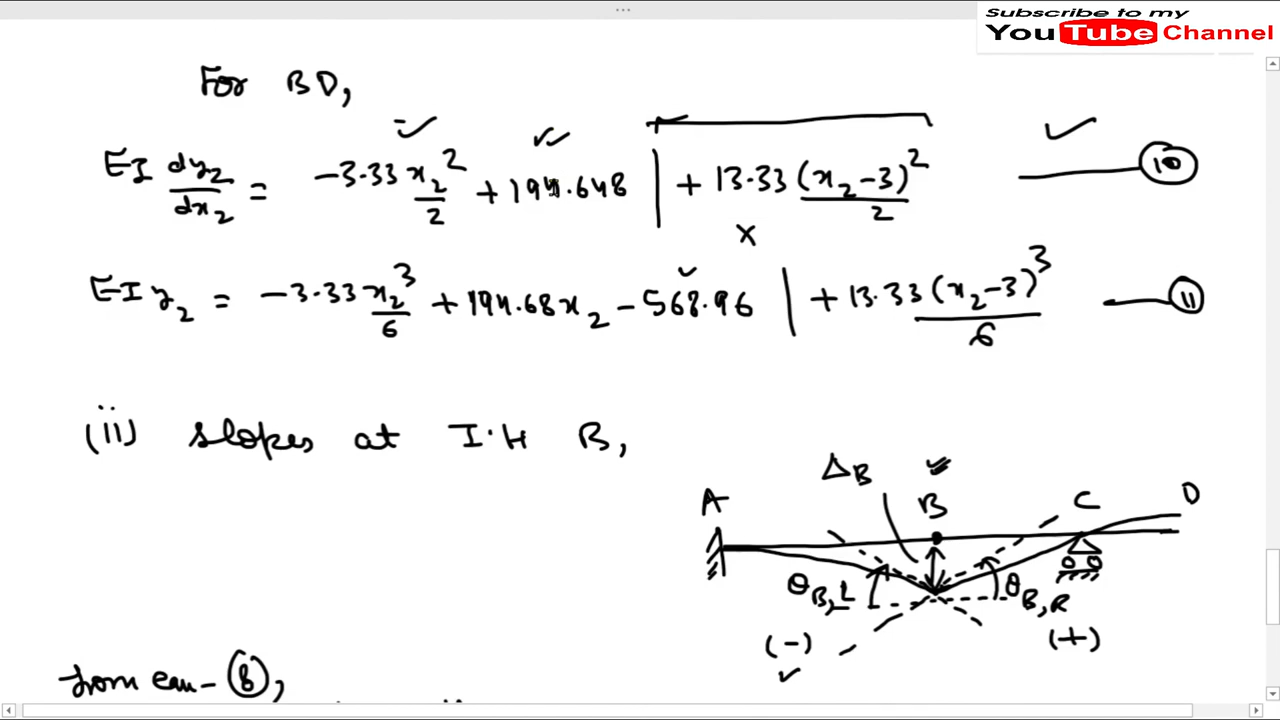 Subscribe to my
YouTube Channel
For BD,
EI dy₂/dx₂ = -3.33 x₂²/2 + 194.648 | + 13.33 (x₂-3)²/2 ——— (10)
x
EI y₂ = -3.33 x₂³/6 + 194.68 x₂ - 568.96 | + 13.33 (x₂-3)³/6 ——— (11)
(ii) slopes at I.H B,
ΔB
A B C D
θB,L θB,R
(-) (+)
from eqn- (8),